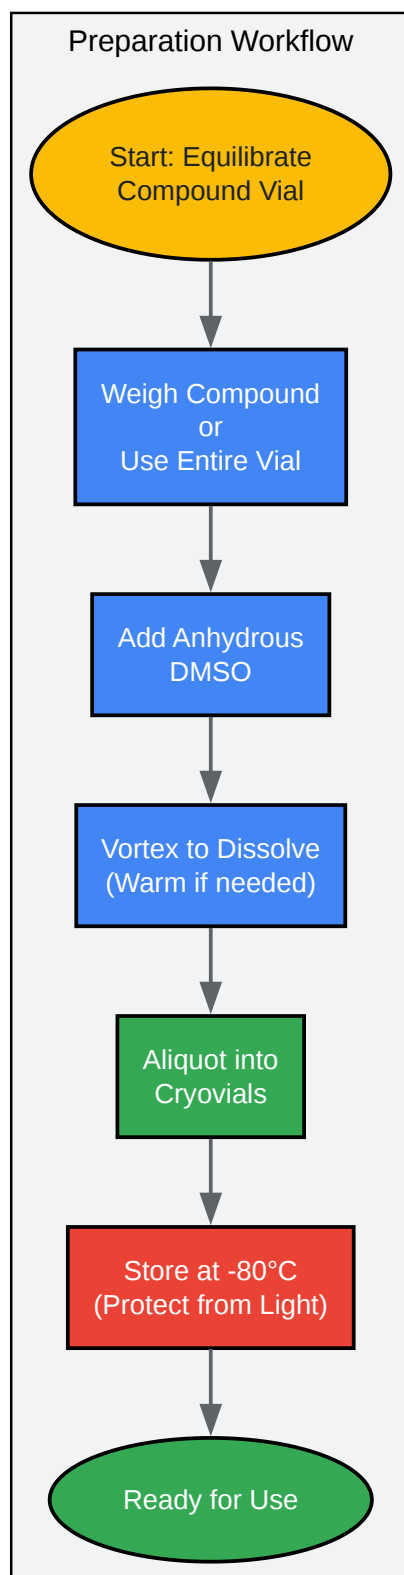 Preparation Workflow
Start: Equilibrate
Compound Vial
Weigh Compound
or
Use Entire Vial
Add Anhydrous
DMSO
Vortex to Dissolve
(Warm if needed)
Aliquot into
Cryovials
Store at -80°C
(Protect from Light)
Ready for Use